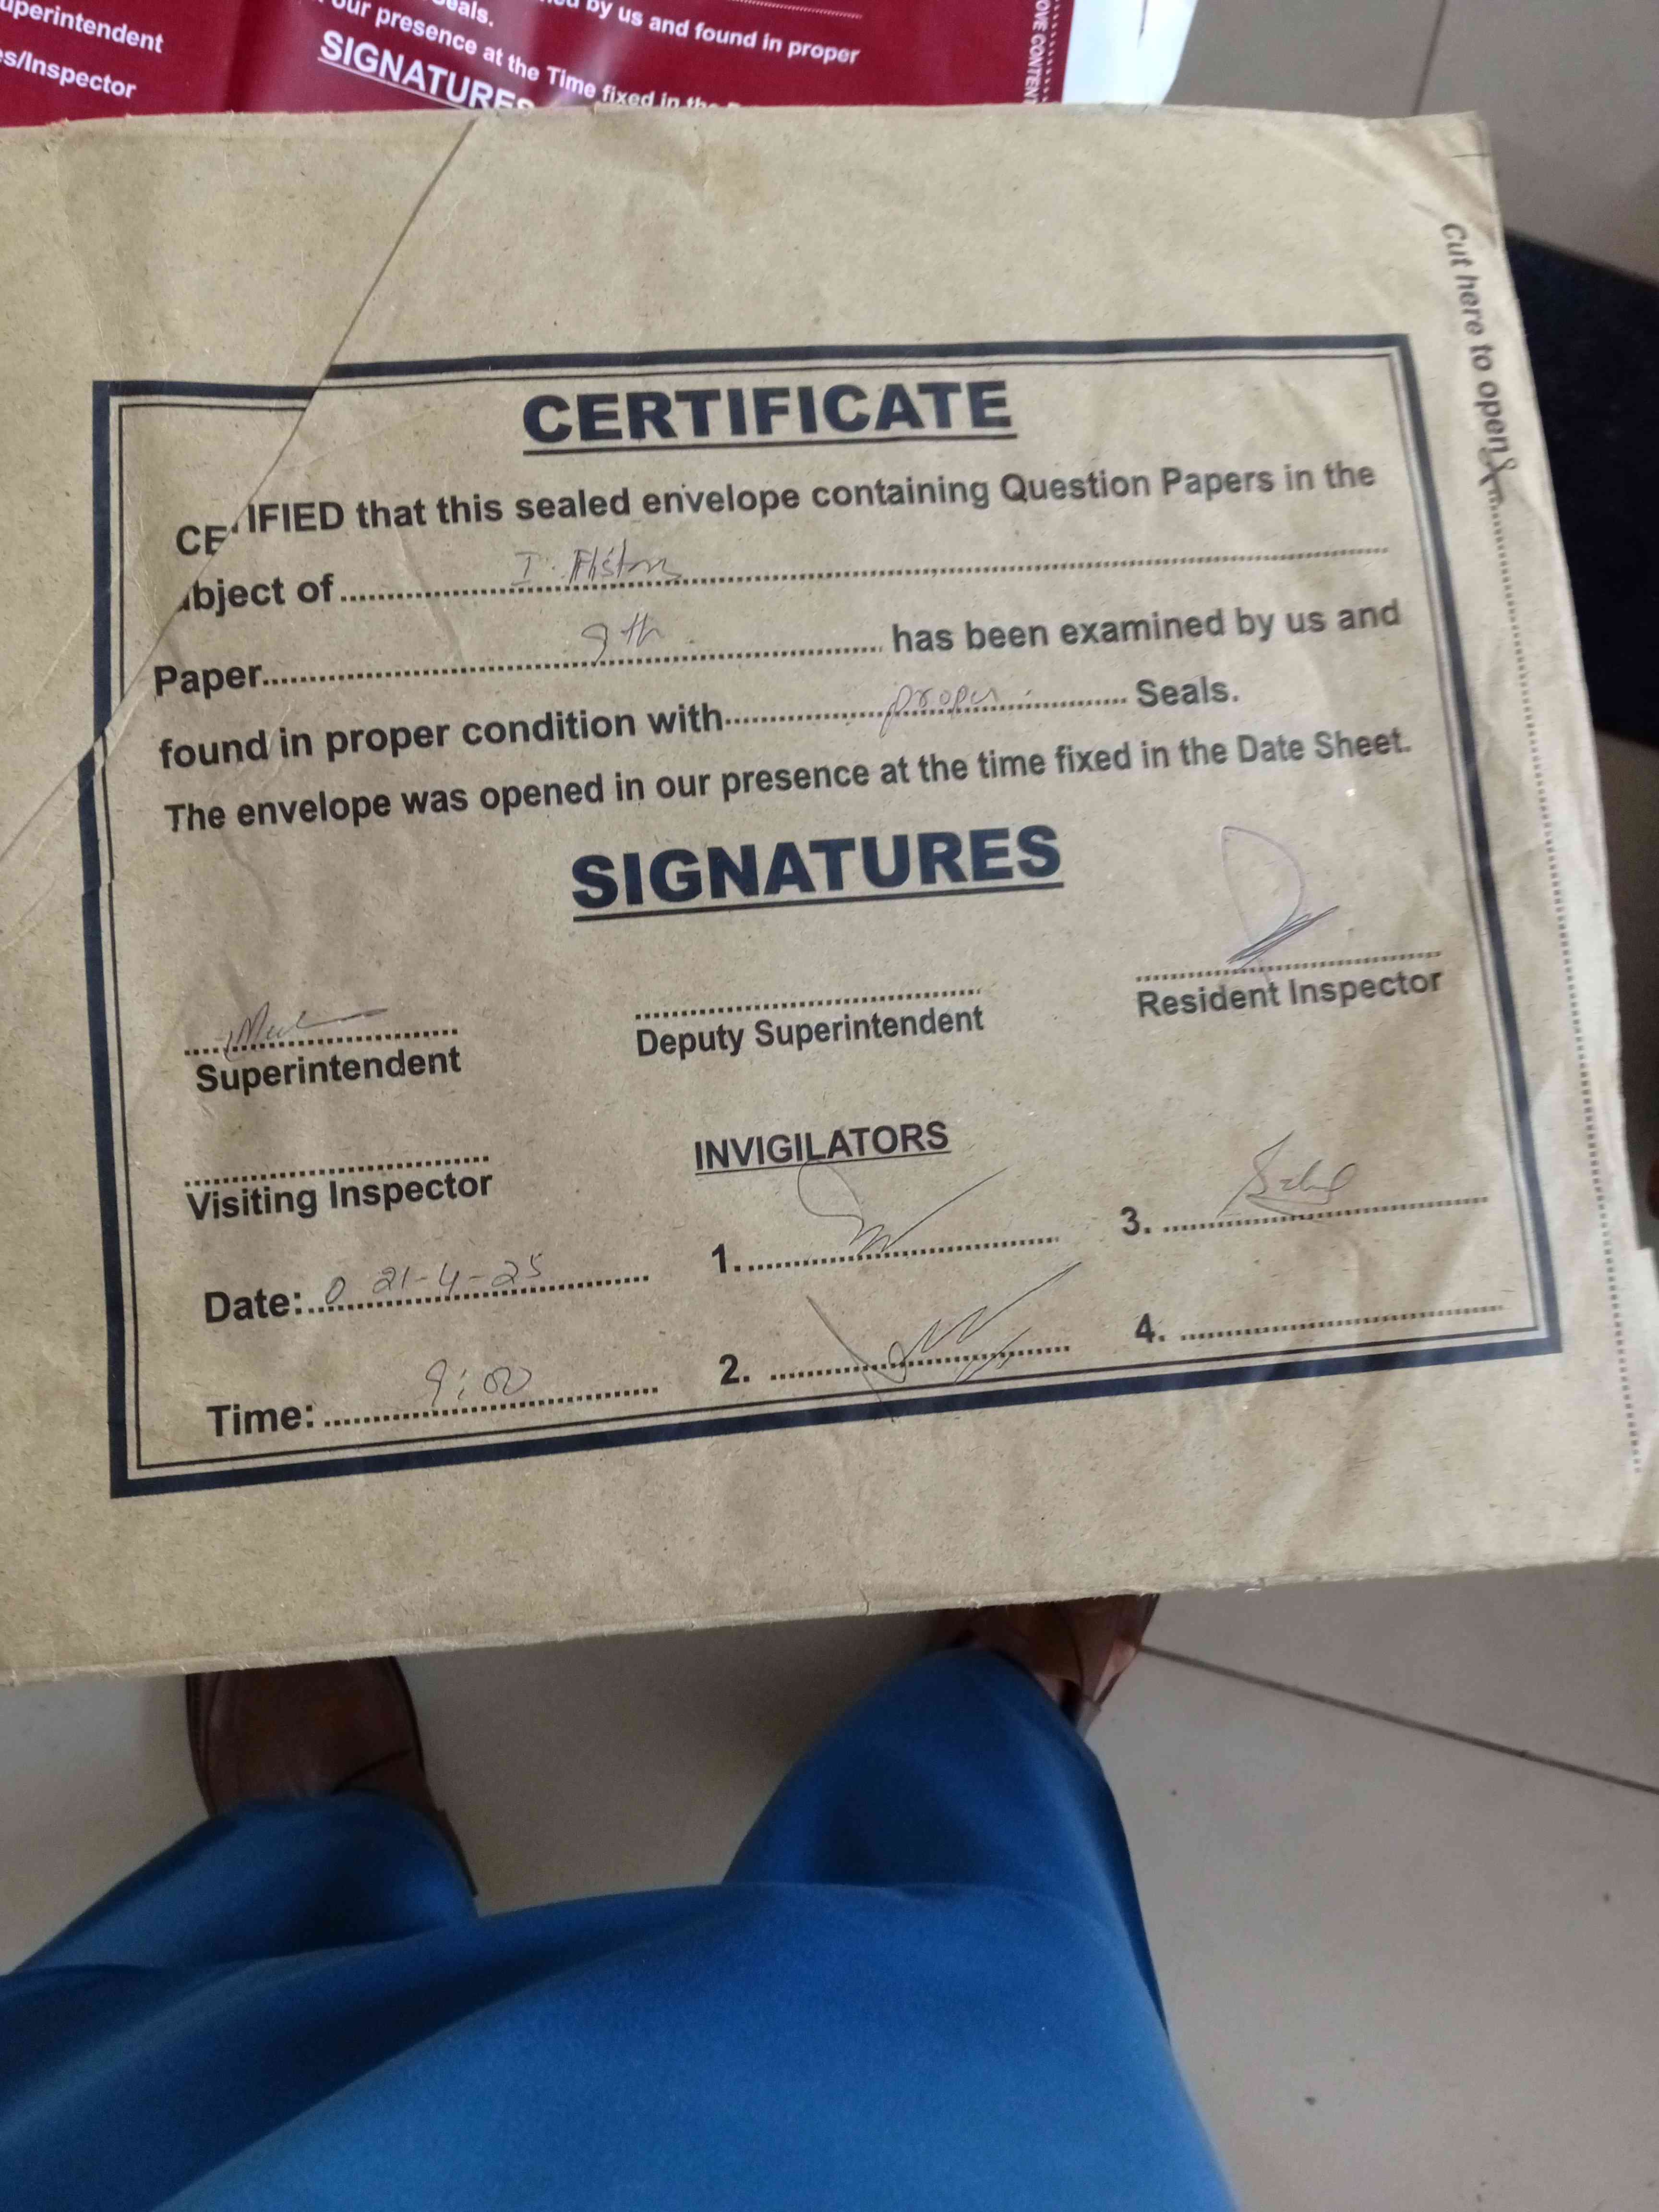 uperintendent
es/Inspector
eals.
by us and found in proper
our presence at the Time fixed in the
SIGNATURES
OVE CONTENT
Cut here to open
CERTIFICATE
CE IFIED that this sealed envelope containing Question Papers in the
bject of I. History
Paper 9th has been examined by us and
found in proper condition with proper Seals.
The envelope was opened in our presence at the time fixed in the Date Sheet.
SIGNATURES
Superintendent
Deputy Superintendent
Resident Inspector
Visiting Inspector
INVIGILATORS
Date: 0 21-4-25
1.
3.
Time: 9:00
2.
4.